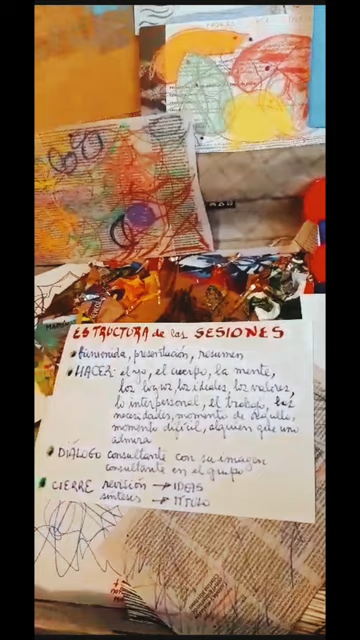 ESTRUCTURA de las SESIONES
• bienvenida, presentación, resumen
• HACER: el yo, el cuerpo, la mente,
los logros, los ideales, los valores,
lo interpersonal, el trabajo, las
necesidades, momento de orgullo,
momento difícil, alguien que uno
admira
• DIÁLOGO consultante con su imagen
consultante en el grupo
• CIERRE revisión → IDEAS
síntesis → TÍTULO